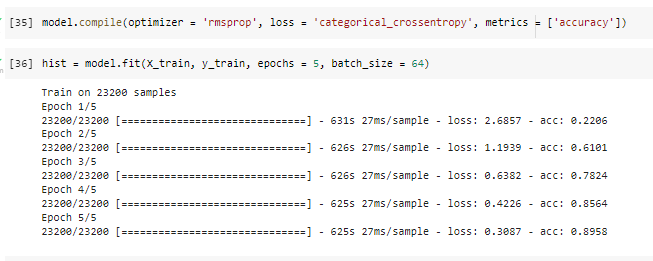 [35] model.compile(optimizer = 'rmsprop', loss = 'categorical_crossentropy', metrics = ['accuracy'])
[36] hist = model.fit(X_train, y_train, epochs = 5, batch_size = 64)
Train on 23200 samples
Epoch 1/5
23200/23200 [==============================] - 631s 27ms/sample - loss: 2.6857 - acc: 0.2206
Epoch 2/5
23200/23200 [==============================] - 626s 27ms/sample - loss: 1.1939 - acc: 0.6101
Epoch 3/5
23200/23200 [==============================] - 626s 27ms/sample - loss: 0.6382 - acc: 0.7824
Epoch 4/5
23200/23200 [==============================] - 625s 27ms/sample - loss: 0.4226 - acc: 0.8564
Epoch 5/5
23200/23200 [==============================] - 625s 27ms/sample - loss: 0.3087 - acc: 0.8958